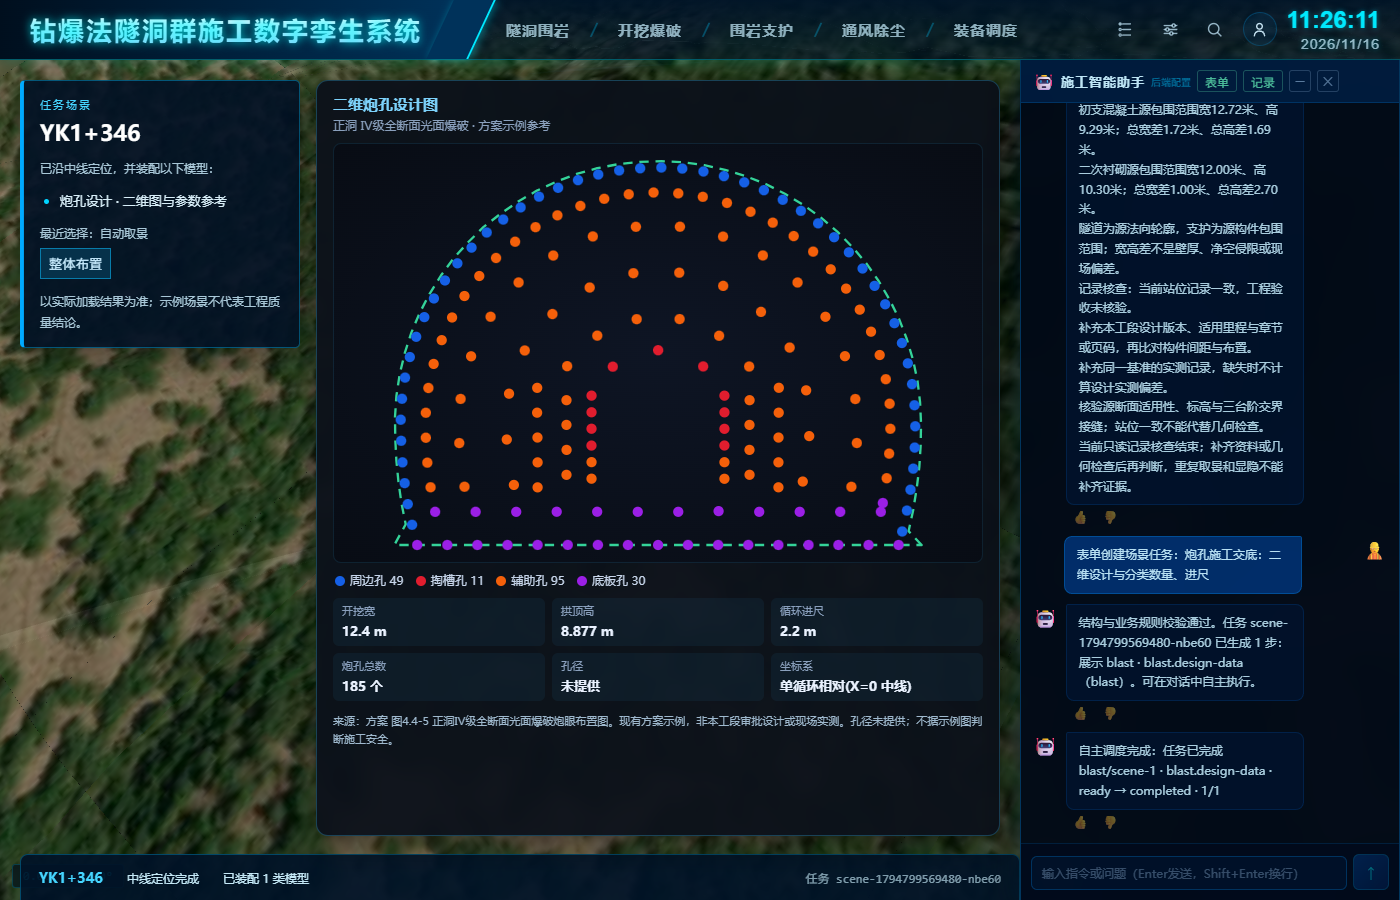 钻爆法隧洞群施工数字孪生系统
隧洞围岩 / 开挖爆破 / 围岩支护 / 通风除尘 / 装备调度
11:26:11
2026/11/16
任务场景
YK1+346
已沿中线定位，并装配以下模型：
炮孔设计 · 二维图与参数参考
最近选择：自动取景
整体布置
以实际加载结果为准；示例场景不代表工程质
量结论。
二维炮孔设计图
正洞 IV级全断面光面爆破 · 方案示例参考
周边孔 49 掏槽孔 11 辅助孔 95 底板孔 30
开挖宽
12.4 m
拱顶高
8.877 m
循环进尺
2.2 m
炮孔总数
185 个
孔径
未提供
坐标系
单循环相对(X=0 中线)
来源：方案 图4.4-5 正洞IV级全断面光面爆破炮眼布置图。现有方案示例，非本工段审批设计或现场实测。孔径未提供；不据示例图判
断施工安全。
施工智能助手 后端配置 表单 记录
初支混凝土源包围范围宽12.72米、高
9.29米；总宽差1.72米、总高差1.69
米。
二次衬砌源包围范围宽12.00米、高
10.30米；总宽差1.00米、总高差2.70
米。
隧道为源法向轮廓，支护为源构件包围
范围；宽高差不是壁厚、净空侵限或现
场偏差。
记录核查：当前站位记录一致，工程验
收未核验。
补充本工段设计版本、适用里程与章节
或页码，再比对构件间距与布置。
补充同一基准的实测记录，缺失时不计
算设计实测偏差。
核验源断面适用性、标高与三台阶交界
接缝；站位一致不能代替几何检查。
当前只读记录核查结束；补齐资料或几
何检查后再判断，重复取景和显隐不能
补齐证据。
表单创建场景任务：炮孔施工交底：二
维设计与分类数量、进尺
结构与业务规则校验通过。任务 scene-
1794799569480-nbe60 已生成 1 步：
展示 blast · blast.design-data
（blast）。可在对话中自主执行。
自主调度完成：任务已完成
blast/scene-1 · blast.design-data ·
ready → completed · 1/1
输入指令或问题（Enter发送，Shift+Enter换行）
YK1+346 中线定位完成 已装配 1 类模型
任务 scene-1794799569480-nbe60